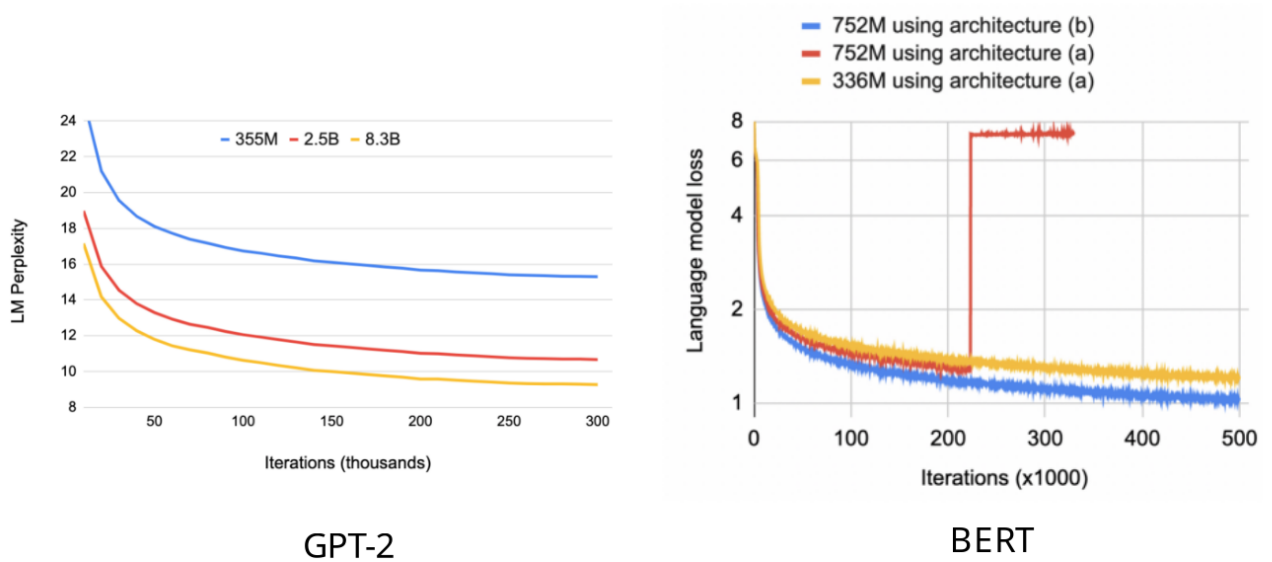 355M 2.5B 8.3B
24
22
20
18
16
14
12
10
8
LM Perplexity
50 100 150 200 250 300
Iterations (thousands)
GPT-2
752M using architecture (b)
752M using architecture (a)
336M using architecture (a)
8
6
4
2
1
Language model loss
0 100 200 300 400 500
Iterations (x1000)
BERT